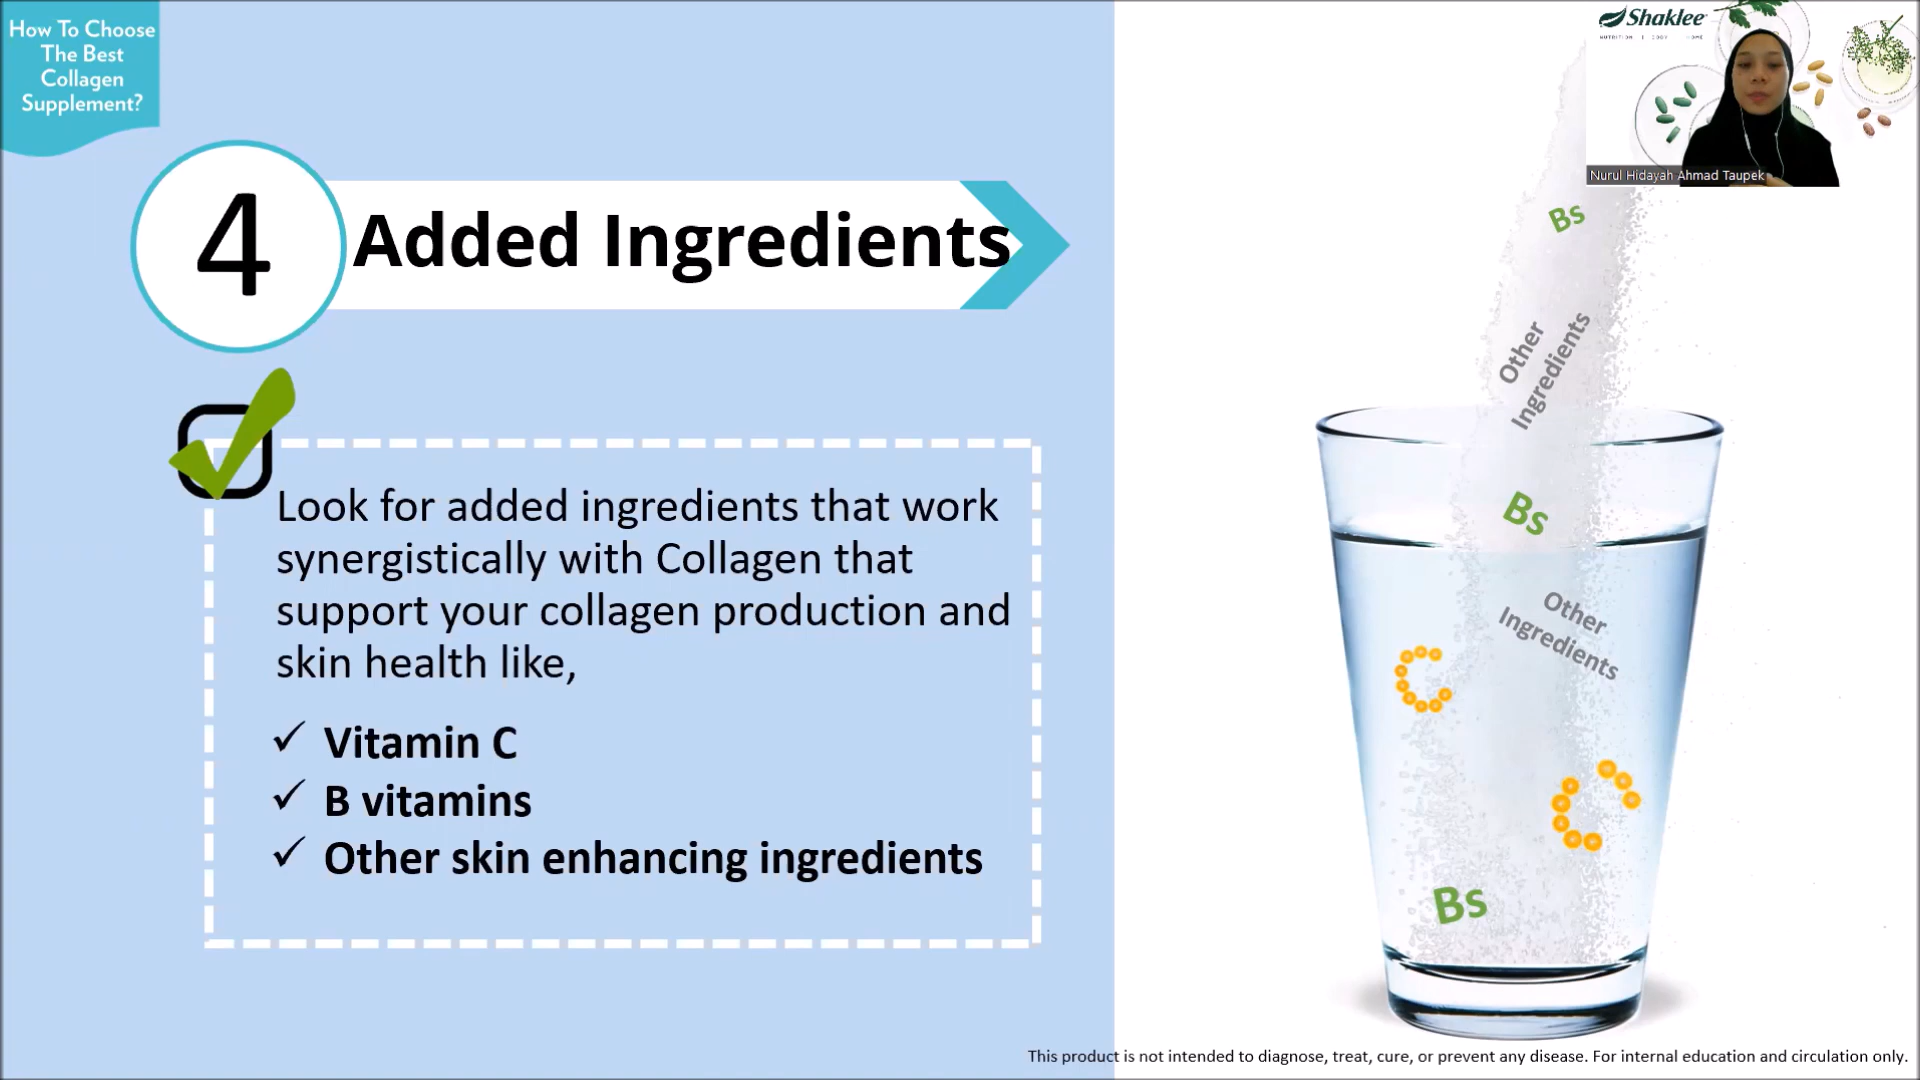 How To Choose
The Best
Collagen
Supplement?
Shaklee
4
Added Ingredients
Nurul Hidayah Ahmad Taupek
Look for added ingredients that work
synergistically with Collagen that
support your collagen production and
skin health like,
✓ Vitamin C
✓ B vitamins
✓ Other skin enhancing ingredients
Bs
Other
Ingredients
Bs
Other
Ingredients
C
C
Bs
This product is not intended to diagnose, treat, cure, or prevent any disease. For internal education and circulation only.